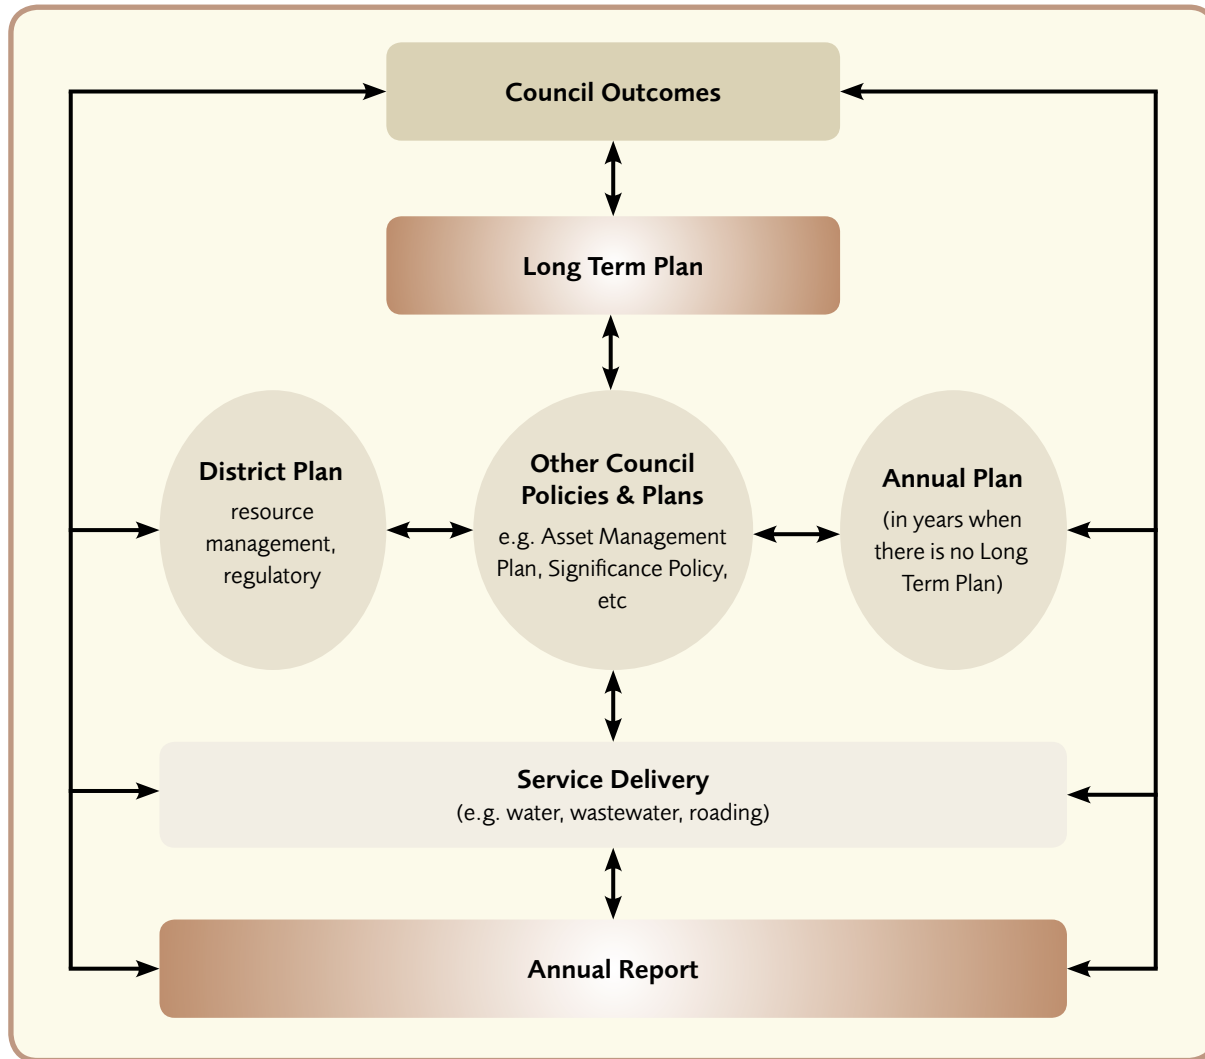 Council Outcomes
Long Term Plan
District Plan
resource
management,
regulatory
Other Council
Policies & Plans
e.g. Asset Management
Plan, Significance Policy,
etc
Annual Plan
(in years when
there is no Long
Term Plan)
Service Delivery
(e.g. water, wastewater, roading)
Annual Report